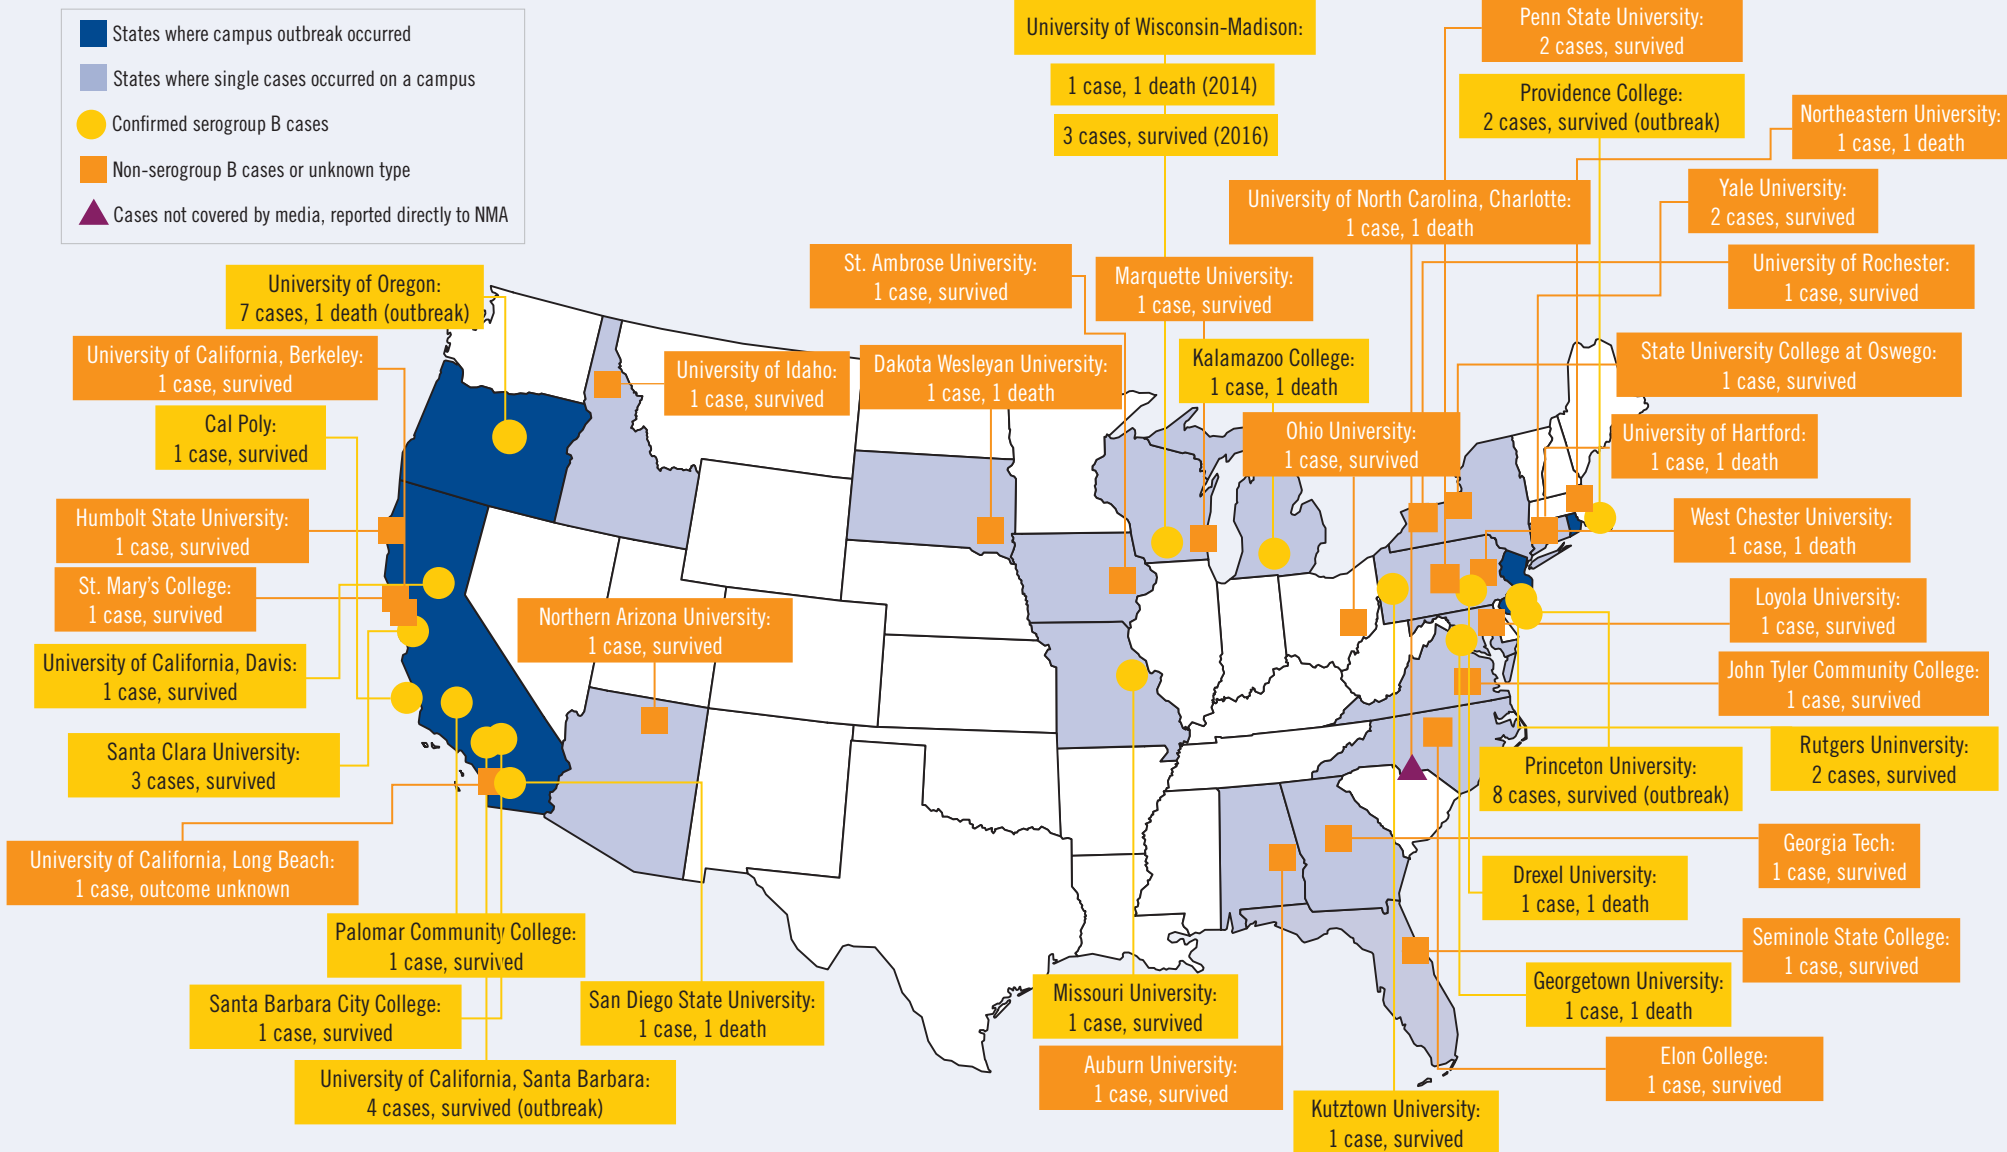 States where campus outbreak occurred
States where single cases occurred on a campus
Confirmed serogroup B cases
Non-serogroup B cases or unknown type
Cases not covered by media, reported directly to NMA
University of Wisconsin-Madison:
1 case, 1 death (2014)
3 cases, survived (2016)
Penn State University:
2 cases, survived
Providence College:
2 cases, survived (outbreak)
Northeastern University:
1 case, 1 death
Yale University:
2 cases, survived
University of North Carolina, Charlotte:
1 case, 1 death
University of Rochester:
1 case, survived
St. Ambrose University:
1 case, survived
Marquette University:
1 case, survived
University of Oregon:
7 cases, 1 death (outbreak)
University of California, Berkeley:
1 case, survived
University of Idaho:
1 case, survived
Dakota Wesleyan University:
1 case, 1 death
Kalamazoo College:
1 case, 1 death
State University College at Oswego:
1 case, survived
Cal Poly:
1 case, survived
Ohio University:
1 case, survived
University of Hartford:
1 case, 1 death
Humbolt State University:
1 case, survived
West Chester University:
1 case, 1 death
St. Mary's College:
1 case, survived
Northern Arizona University:
1 case, survived
Loyola University:
1 case, survived
University of California, Davis:
1 case, survived
John Tyler Community College:
1 case, survived
Santa Clara University:
3 cases, survived
Princeton University:
8 cases, survived (outbreak)
Rutgers Uninversity:
2 cases, survived
University of California, Long Beach:
1 case, outcome unknown
Georgia Tech:
1 case, survived
Drexel University:
1 case, 1 death
Palomar Community College:
1 case, survived
Seminole State College:
1 case, survived
Santa Barbara City College:
1 case, survived
San Diego State University:
1 case, 1 death
Missouri University:
1 case, survived
Georgetown University:
1 case, 1 death
University of California, Santa Barbara:
4 cases, survived (outbreak)
Auburn University:
1 case, survived
Elon College:
1 case, survived
Kutztown University:
1 case, survived